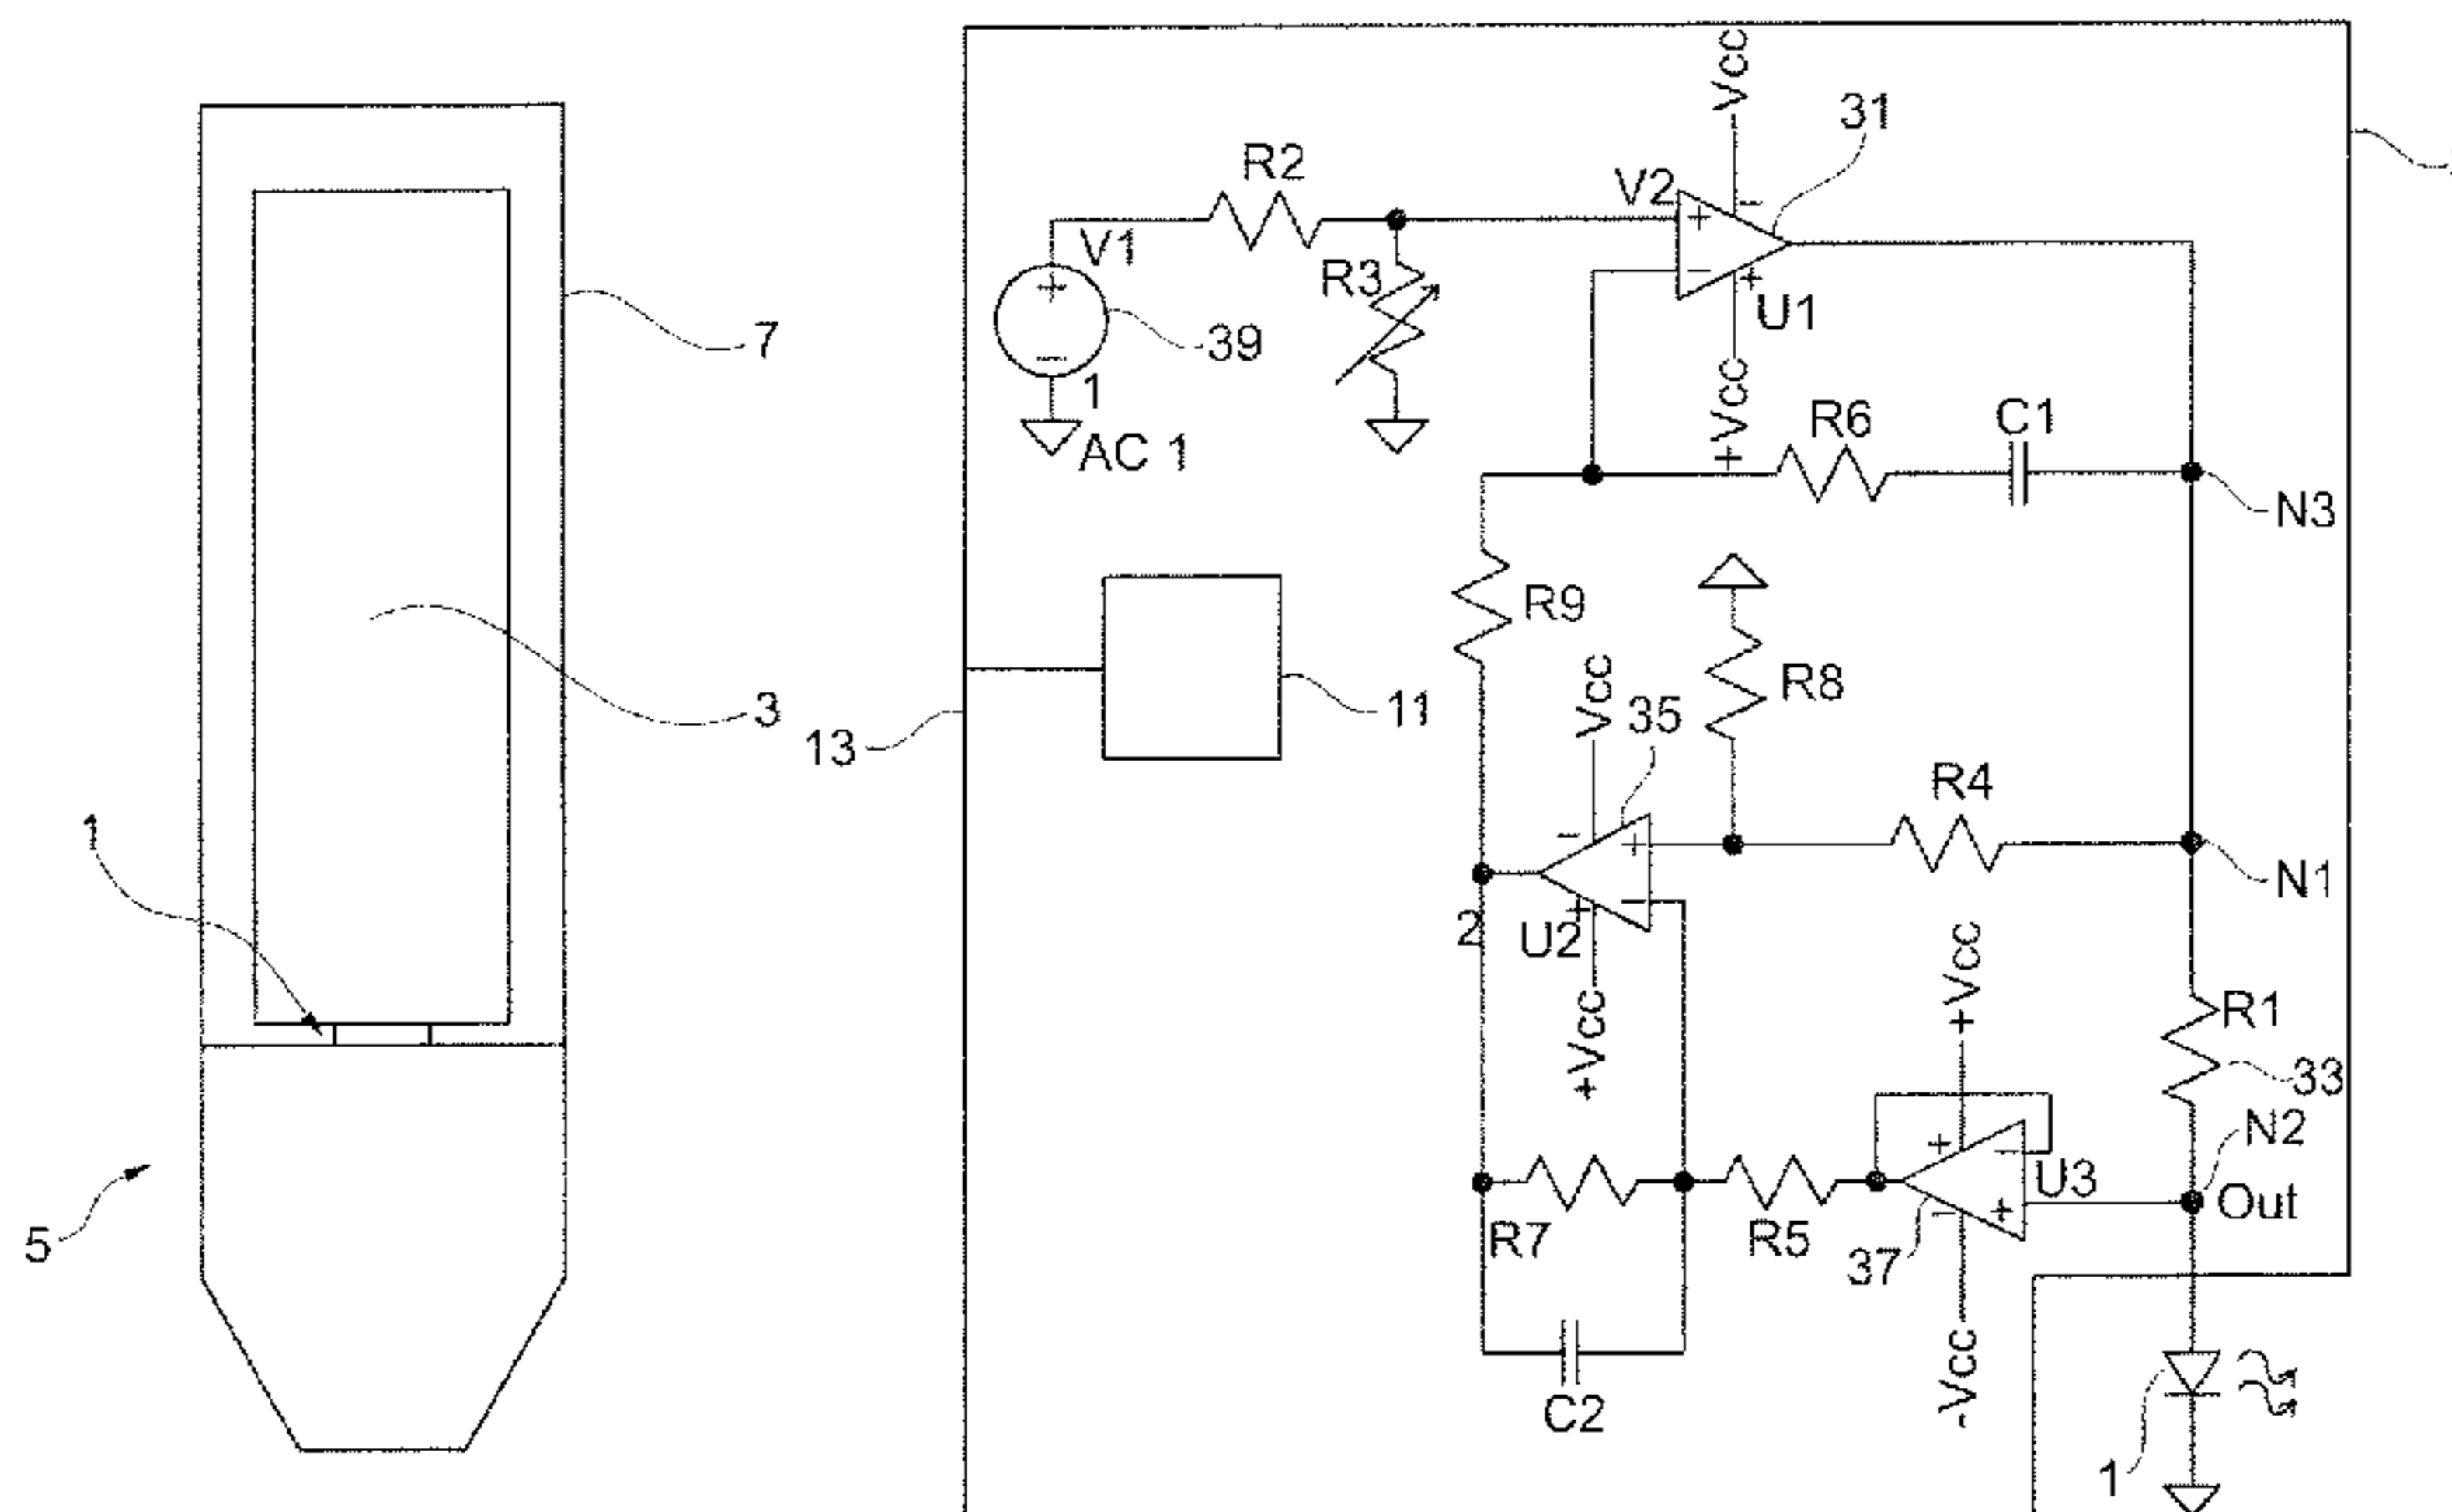 Vcc
31
R2
V2
+
-
V1
+
R3
-
+
U1
7
+
39
-
1
+Vcc
R6
C1
AC 1
N3
R9
Vcc
R8
3
11
35
13
R4
1
-
+
N1
2
+
-
U2
+Vcc
+Vcc
R1
33
+
-
N2
U3
Out
5
R7
R5
-
+
37
C2
-Vcc
1